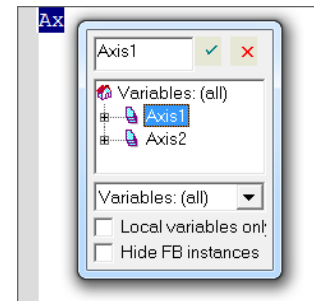 Ax
Axis1
Variables: (all)
Axis1
Axis2
Variables: (all)
Local variables onl
Hide FB instances